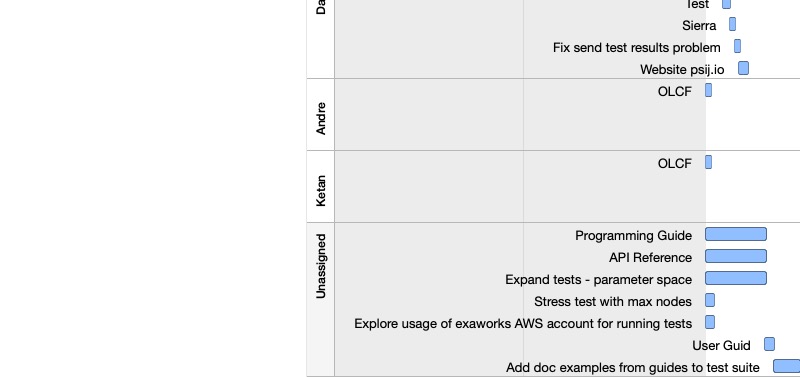 Test
Sierra
Fix send test results problem
Website psij.io
Andre
OLCF
Ketan
OLCF
Unassigned
Programming Guide
API Reference
Expand tests - parameter space
Stress test with max nodes
Explore usage of exaworks AWS account for running tests
User Guid
Add doc examples from guides to test suite